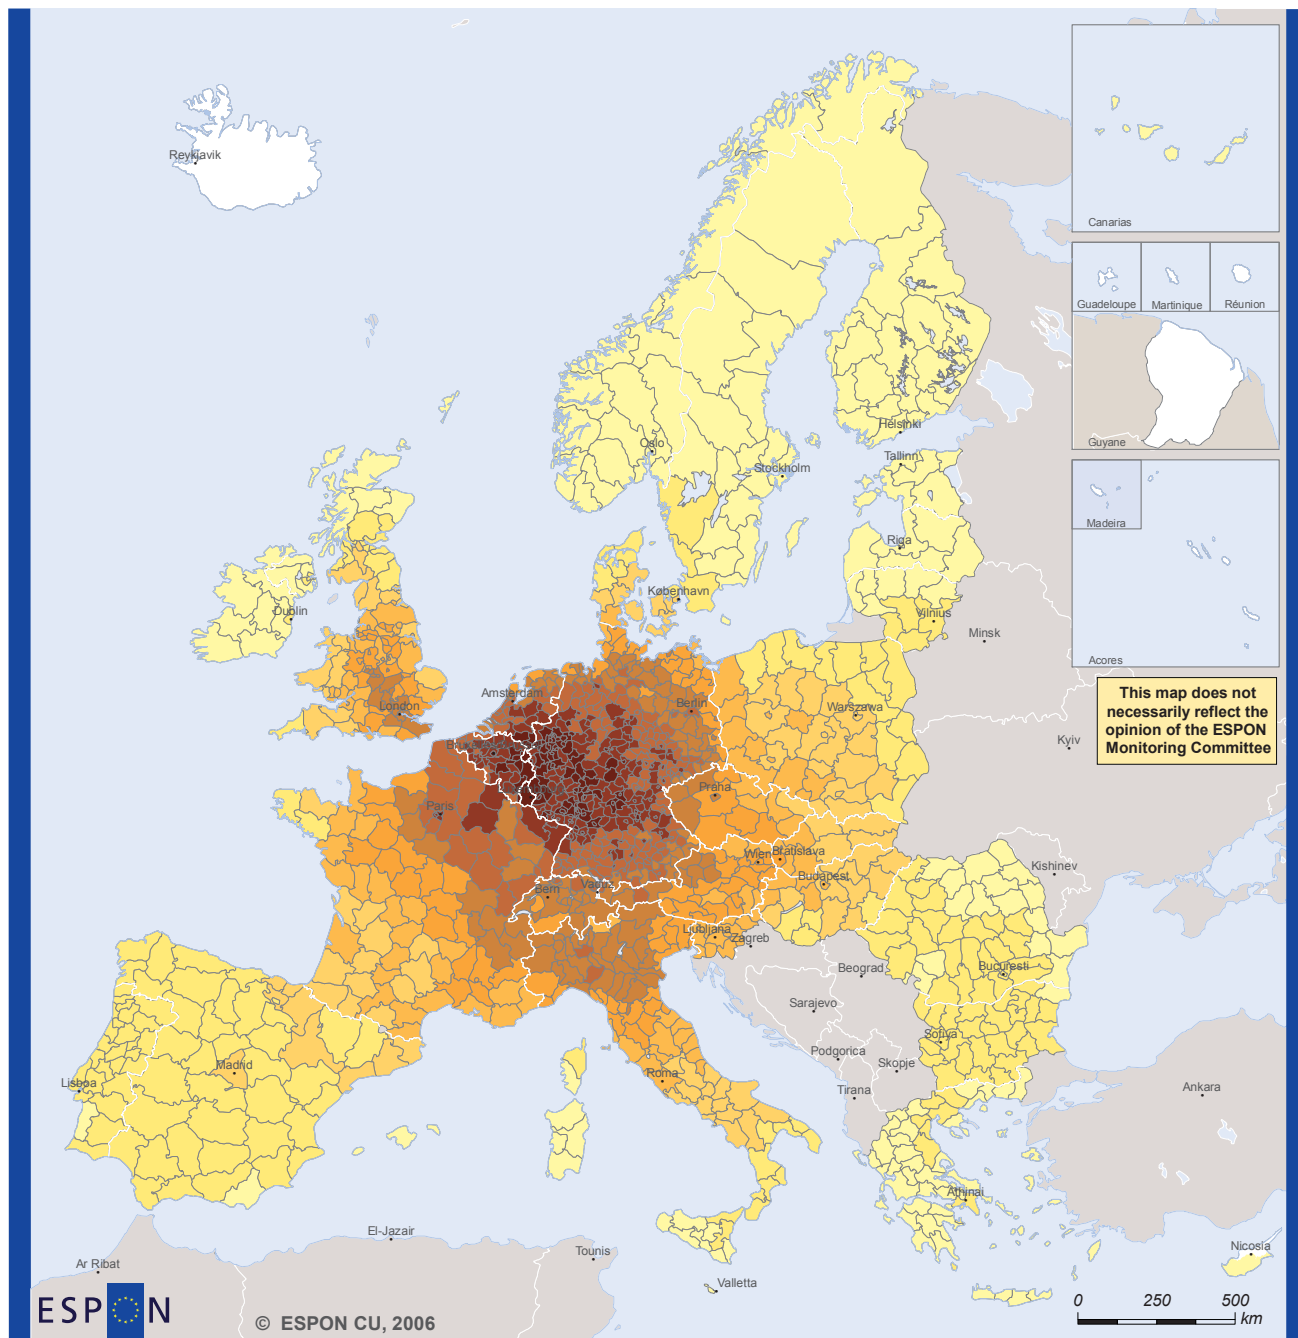 Reykjavik
Canarias
Guadeloupe
Martinique
Réunion
Guyane
Helsinki
Oslo
Tallinn
Stockholm
Madeira
Riga
København
Dublin
Vilnius
Minsk
Acores
Amsterdam
Berlin
London
Warszawa
This map does not
necessarily reflect the
opinion of the ESPON
Monitoring Committee
Kyiv
Praha
Paris
Wien
Bratislava
Kishinev
Budapest
Bern
Vaduz
Ljubljana
Zagreb
Beograd
Bucuresti
Sarajevo
Sofiya
Podgorica
Skopje
Madrid
Roma
Lisboa
Tirana
Ankara
Athinai
El-Jazair
Tounis
Nicosia
Ar Ribat
Valletta
ESPON
© ESPON CU, 2006
0 250 500
km